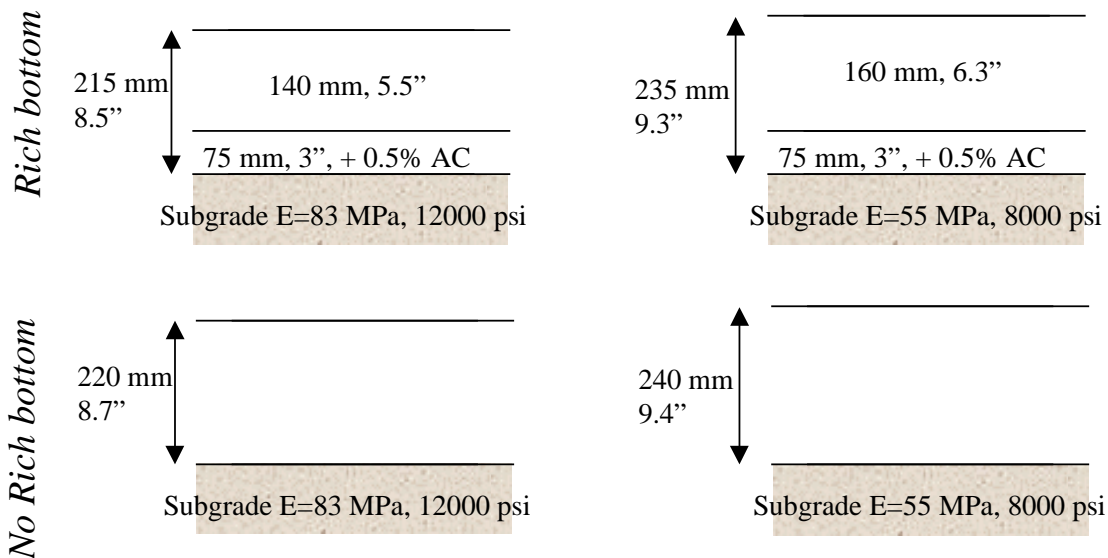 Rich bottom
215 mm
8.5”
140 mm, 5.5”
75 mm, 3”, + 0.5% AC
Subgrade E=83 MPa, 12000 psi
235 mm
9.3”
160 mm, 6.3”
75 mm, 3”, + 0.5% AC
Subgrade E=55 MPa, 8000 psi
No Rich bottom
220 mm
8.7”
Subgrade E=83 MPa, 12000 psi
240 mm
9.4”
Subgrade E=55 MPa, 8000 psi